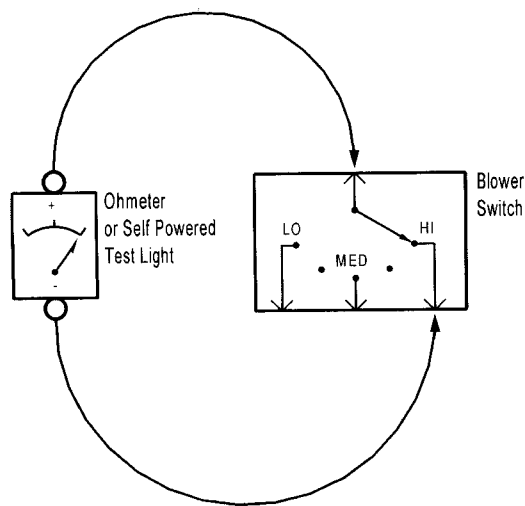 +
Ohmeter
or Self Powered
Test Light
-
Blower
Switch
LO
HI
MED